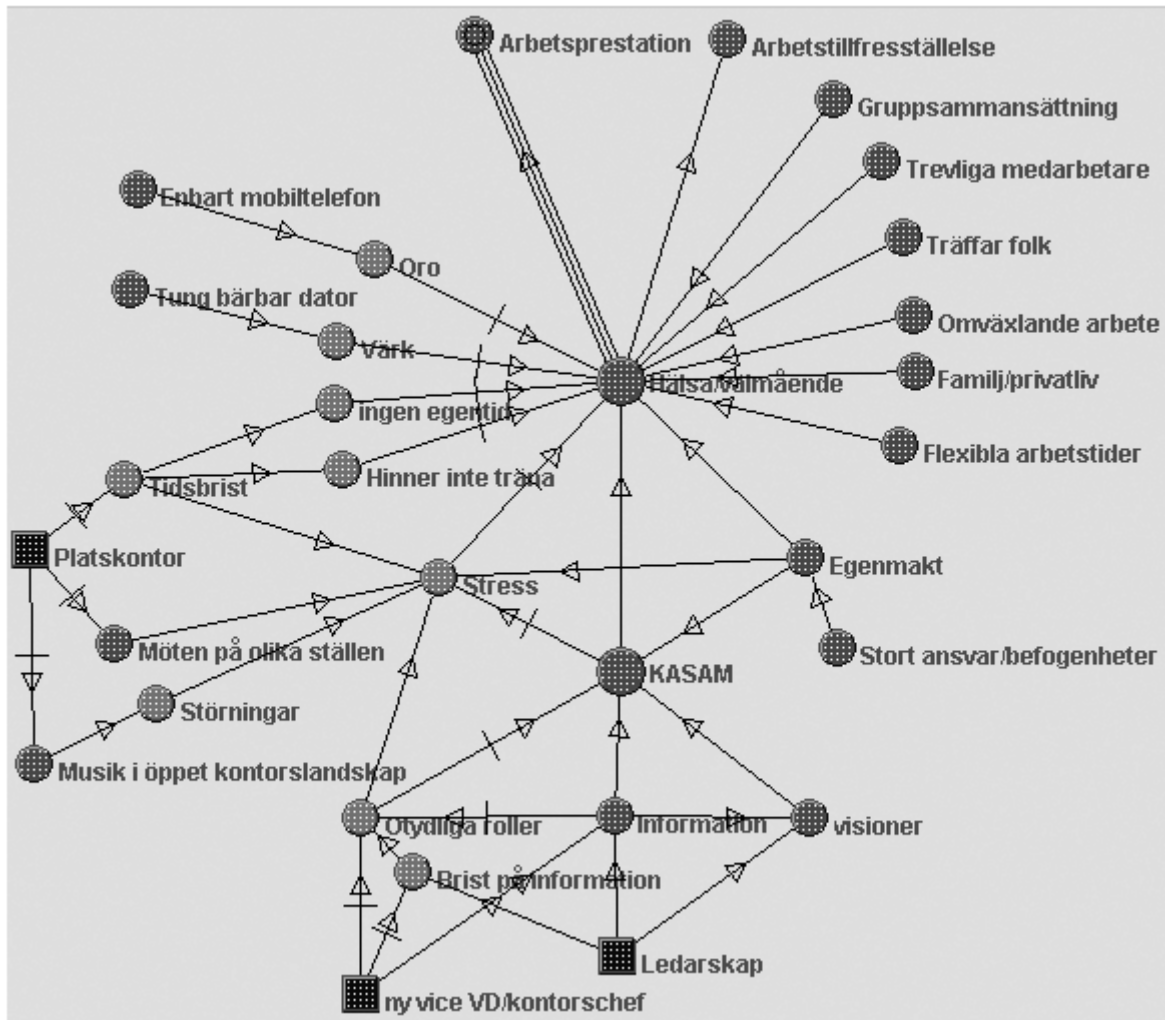 Arbetsprestation
Arbetstillfresställelse
Gruppsammansättning
Trevliga medarbetare
Enbart mobiltelefon
Träffar folk
Oro
Tung bärbar dator
Omväxlande arbete
Värk
Familj/privatliv
Hälsa/välmående
ingen egentid
Flexibla arbetstider
Hinner inte träna
Tidsbrist
Platskontor
Egenmakt
Stress
Möten på olika ställen
Stort ansvar/befogenheter
KASAM
Störningar
Musik i öppet kontorslandskap
Otydliga roller
Information
visioner
Brist på information
Ledarskap
ny vice VD/kontorschef